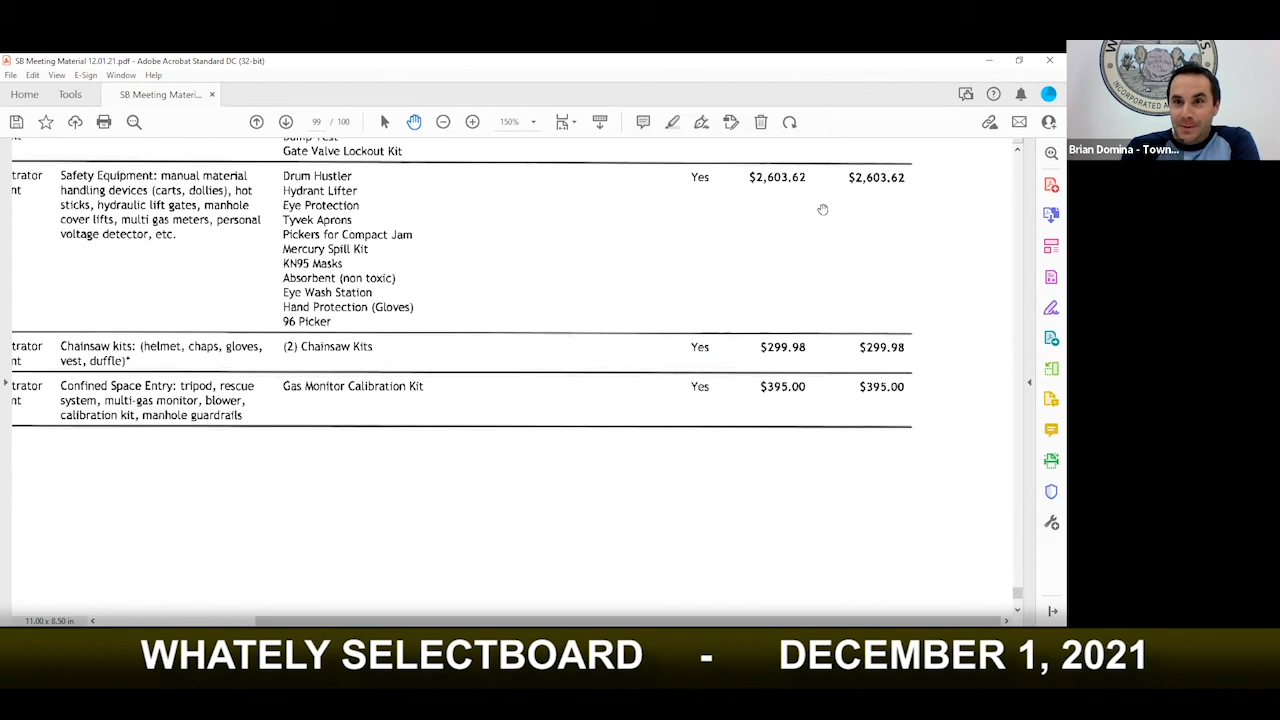 SB Meeting Material 12.01.21.pdf - Adobe Acrobat Standard DC (32-bit)
File Edit View E-Sign Window Help
Home Tools SB Meeting Materi... ×
99 / 100 150%
Gate Valve Lockout Kit
trator Safety Equipment: manual material Drum Hustler Yes $2,603.62 $2,603.62
nt handling devices (carts, dollies), hot Hydrant Lifter
sticks, hydraulic lift gates, manhole Eye Protection
cover lifts, multi gas meters, personal Tyvek Aprons
voltage detector, etc. Pickers for Compact Jam
Mercury Spill Kit
KN95 Masks
Absorbent (non toxic)
Eye Wash Station
Hand Protection (Gloves)
96 Picker
trator Chainsaw kits: (helmet, chaps, gloves, (2) Chainsaw Kits Yes $299.98 $299.98
nt vest, duffle)*
trator Confined Space Entry: tripod, rescue Gas Monitor Calibration Kit Yes $395.00 $395.00
nt system, multi-gas monitor, blower,
calibration kit, manhole guardrails
11.00 x 8.50 in
INCORPORATED
Brian Domina - Town...
WHATELY SELECTBOARD - DECEMBER 1, 2021